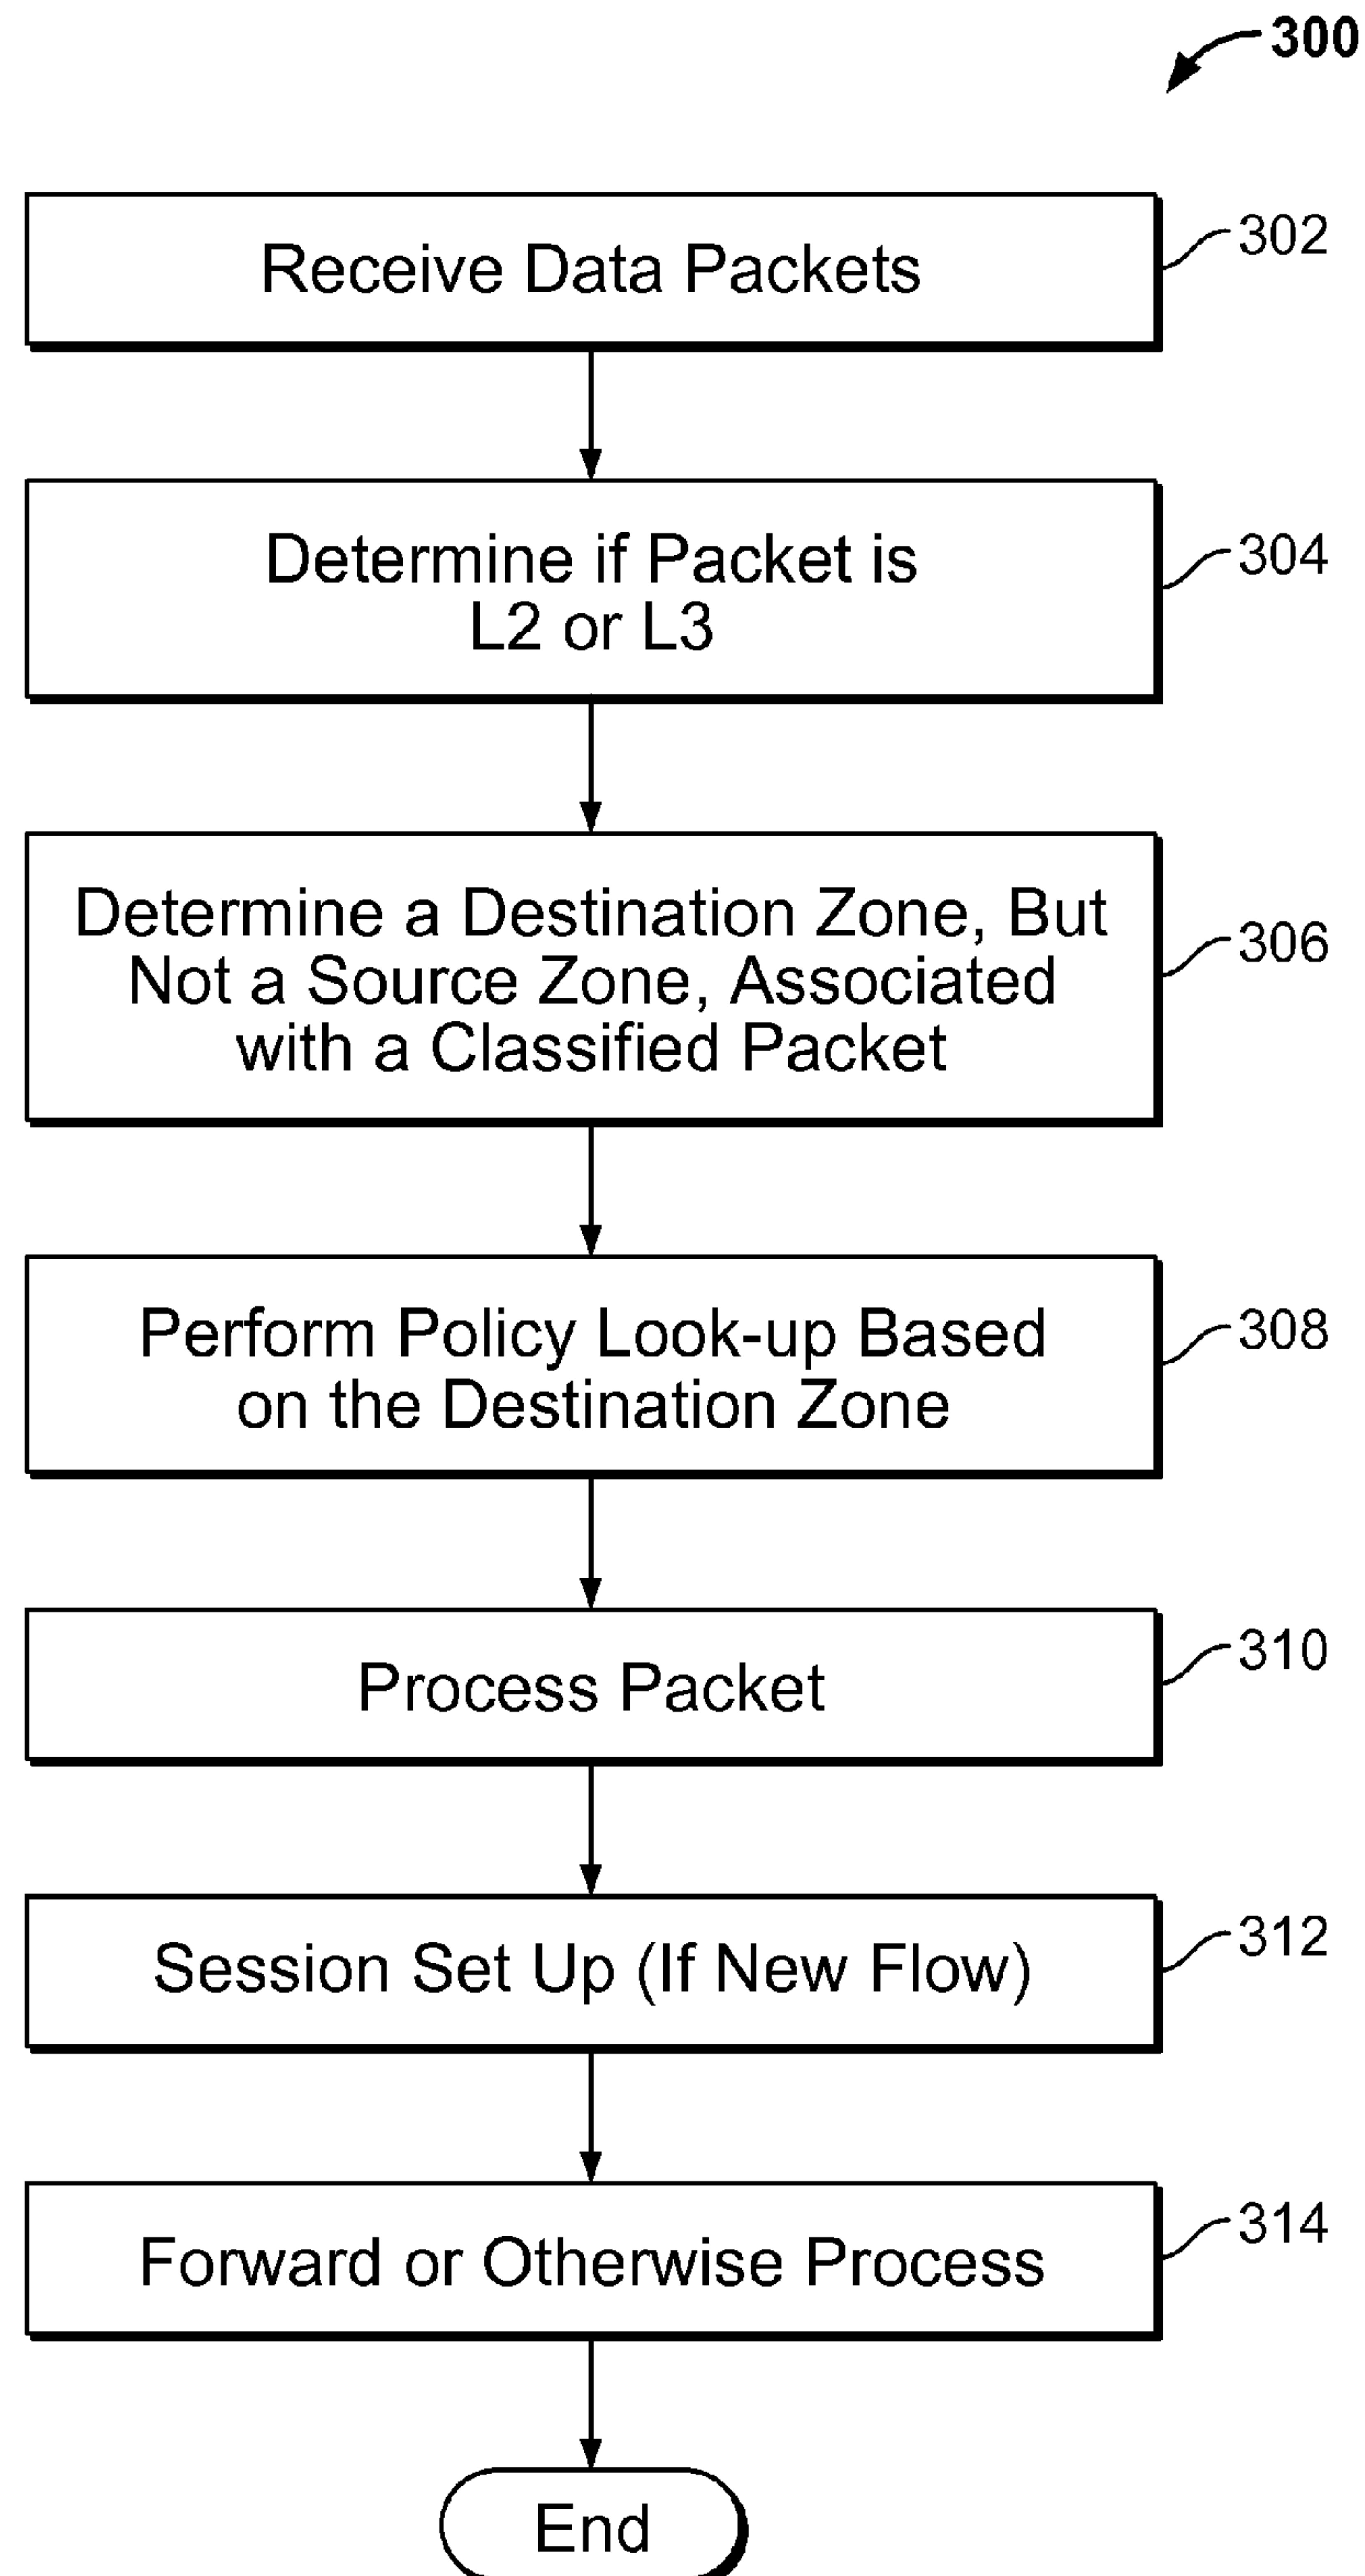 300
Receive Data Packets
302
Determine if Packet is
L2 or L3
304
Determine a Destination Zone, But
Not a Source Zone, Associated
with a Classified Packet
306
Perform Policy Look-up Based
on the Destination Zone
308
Process Packet
310
Session Set Up (If New Flow)
312
Forward or Otherwise Process
314
End